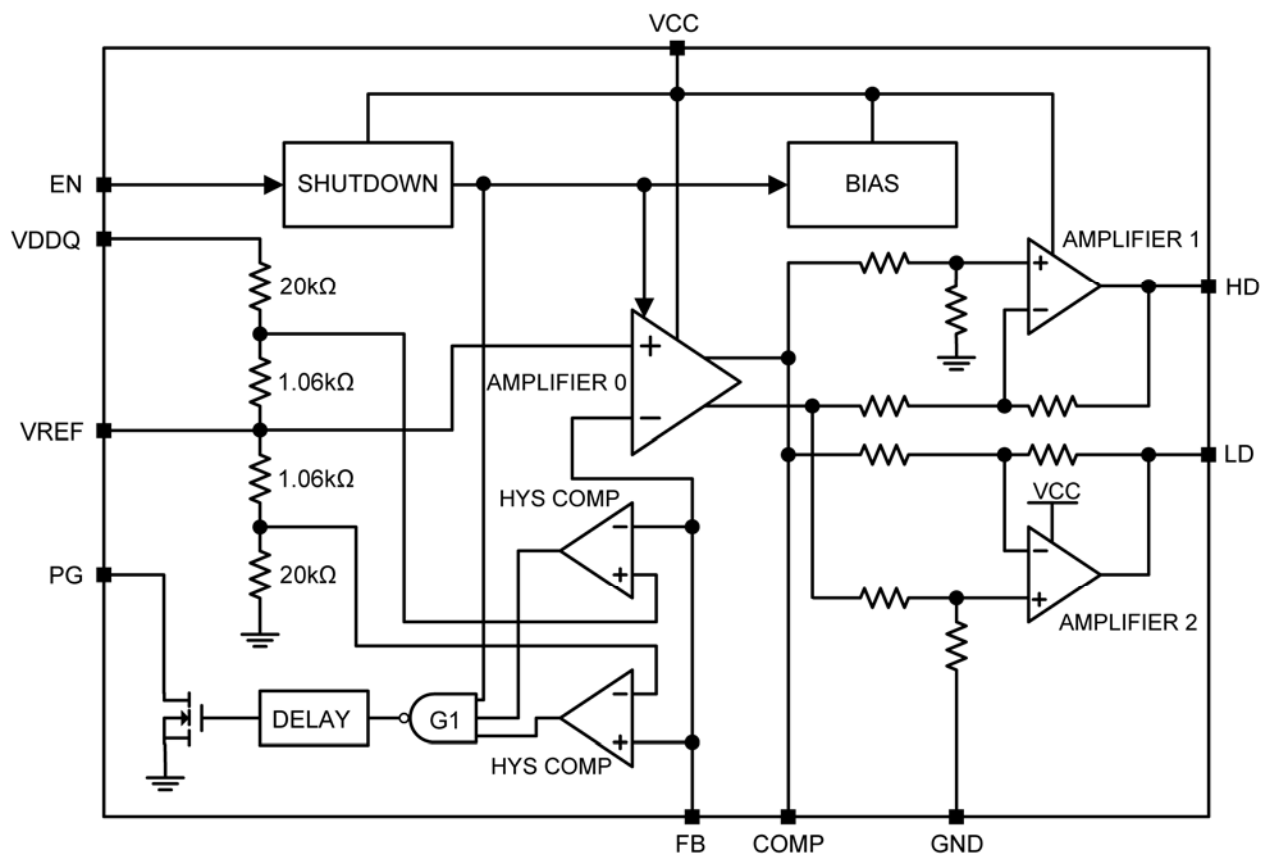 VCC
EN
SHUTDOWN
BIAS
VDDQ
AMPLIFIER 1
20kΩ
+
−
HD
+
1.06kΩ
AMPLIFIER 0
−
VREF
1.06kΩ
LD
HYS COMP
VCC
−
−
PG
20kΩ
+
+
AMPLIFIER 2
−
DELAY
G1
+
HYS COMP
FB
COMP
GND